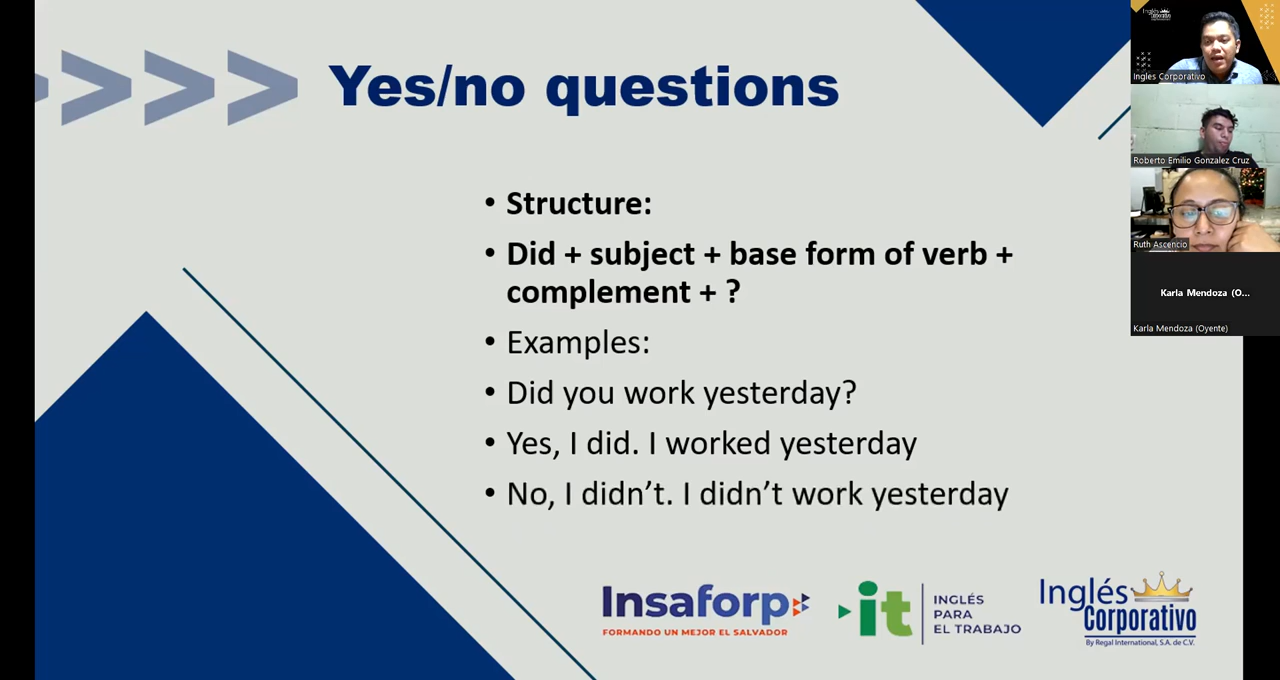 Yes/no questions
• Structure:
• Did + subject + base form of verb +
complement + ?
• Examples:
• Did you work yesterday?
• Yes, I did. I worked yesterday
• No, I didn’t. I didn’t work yesterday
Insaforp
FORMANDO UN MEJOR EL SALVADOR
it
INGLÉS
PARA
EL TRABAJO
Inglés
Corporativo
By Regal International, S.A. de C.V.
Inglés
Corporativo
Ingles Corporativo
Roberto Emilio Gonzalez Cruz
Ruth Ascencio
Karla Mendoza (O...
Karla Mendoza (Oyente)